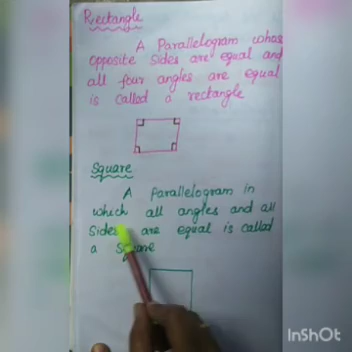 Rectangle
A Parallelogram whos
opposite sides are equal and
all four angles are equal
is called a rectangle
Square
A Parallelogram in
which all angles and all
Sides are equal is called
a Square
InShOt